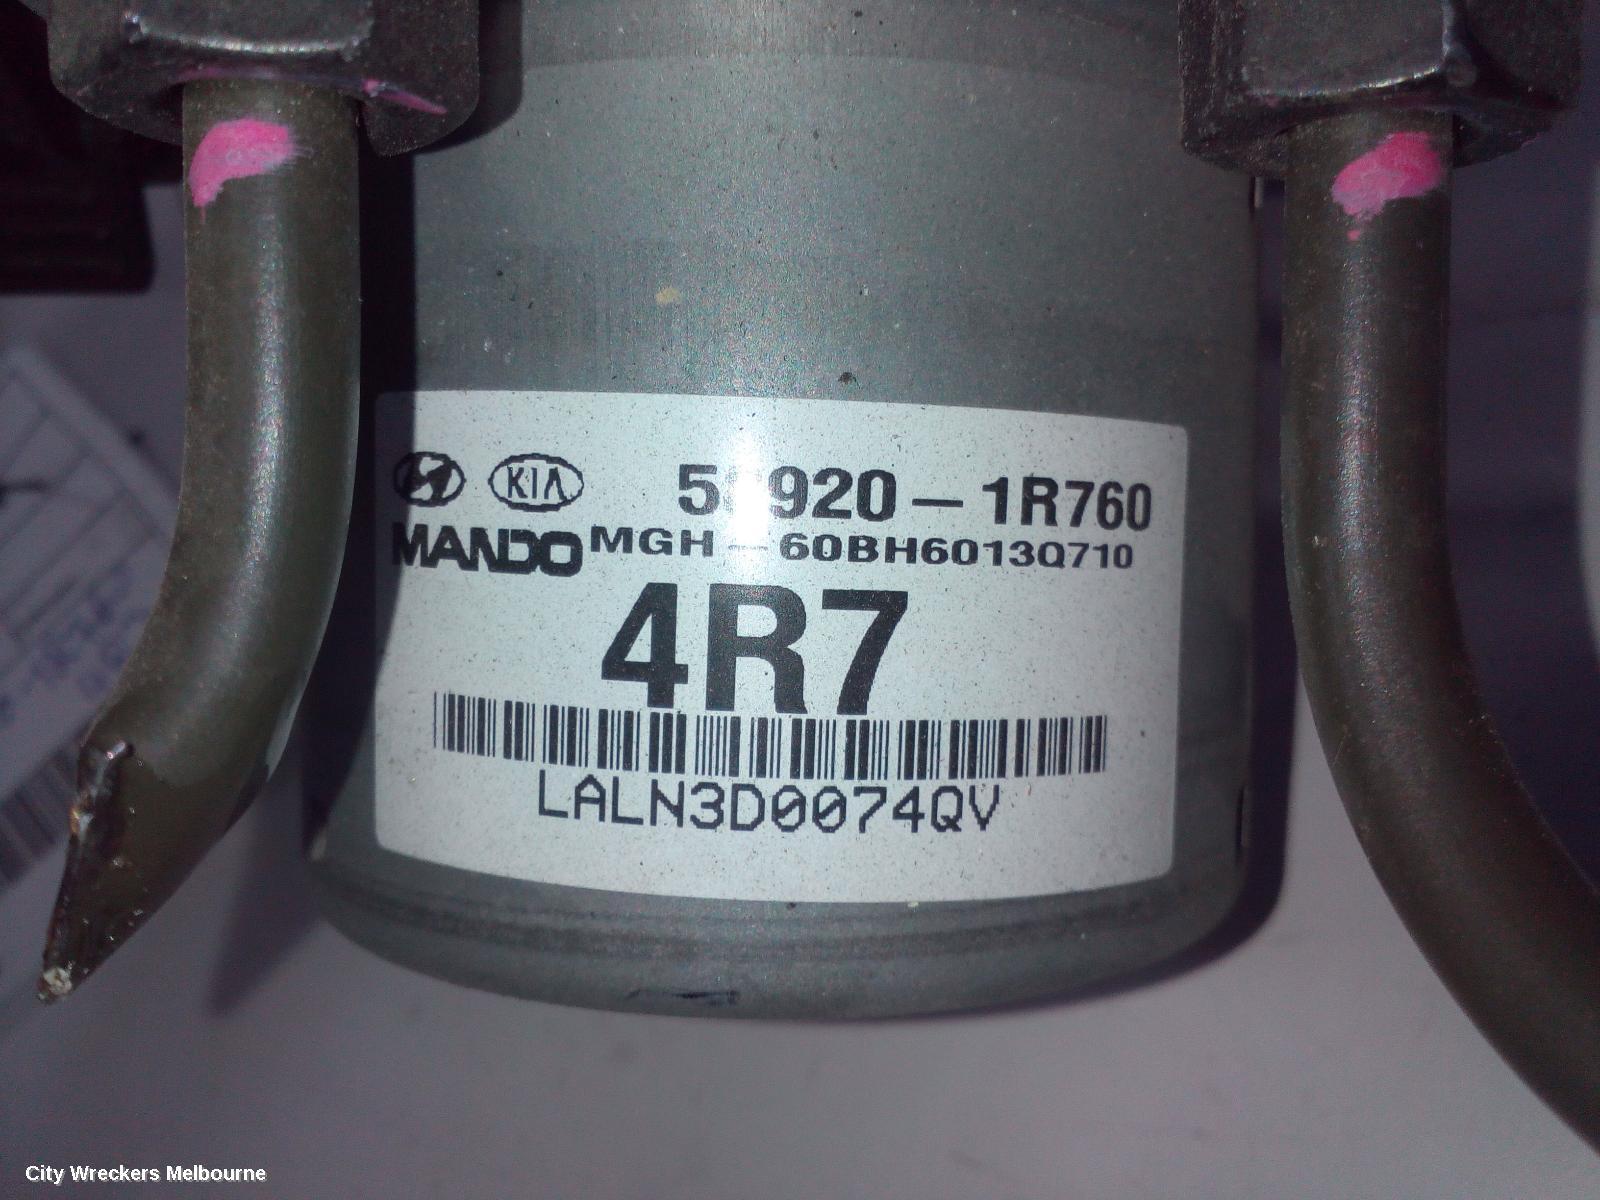 KIA 5 920-1R760
MANDO MGH-60BH6013Q710
4R7
LALN3D0074QV
City Wreckers Melbourne